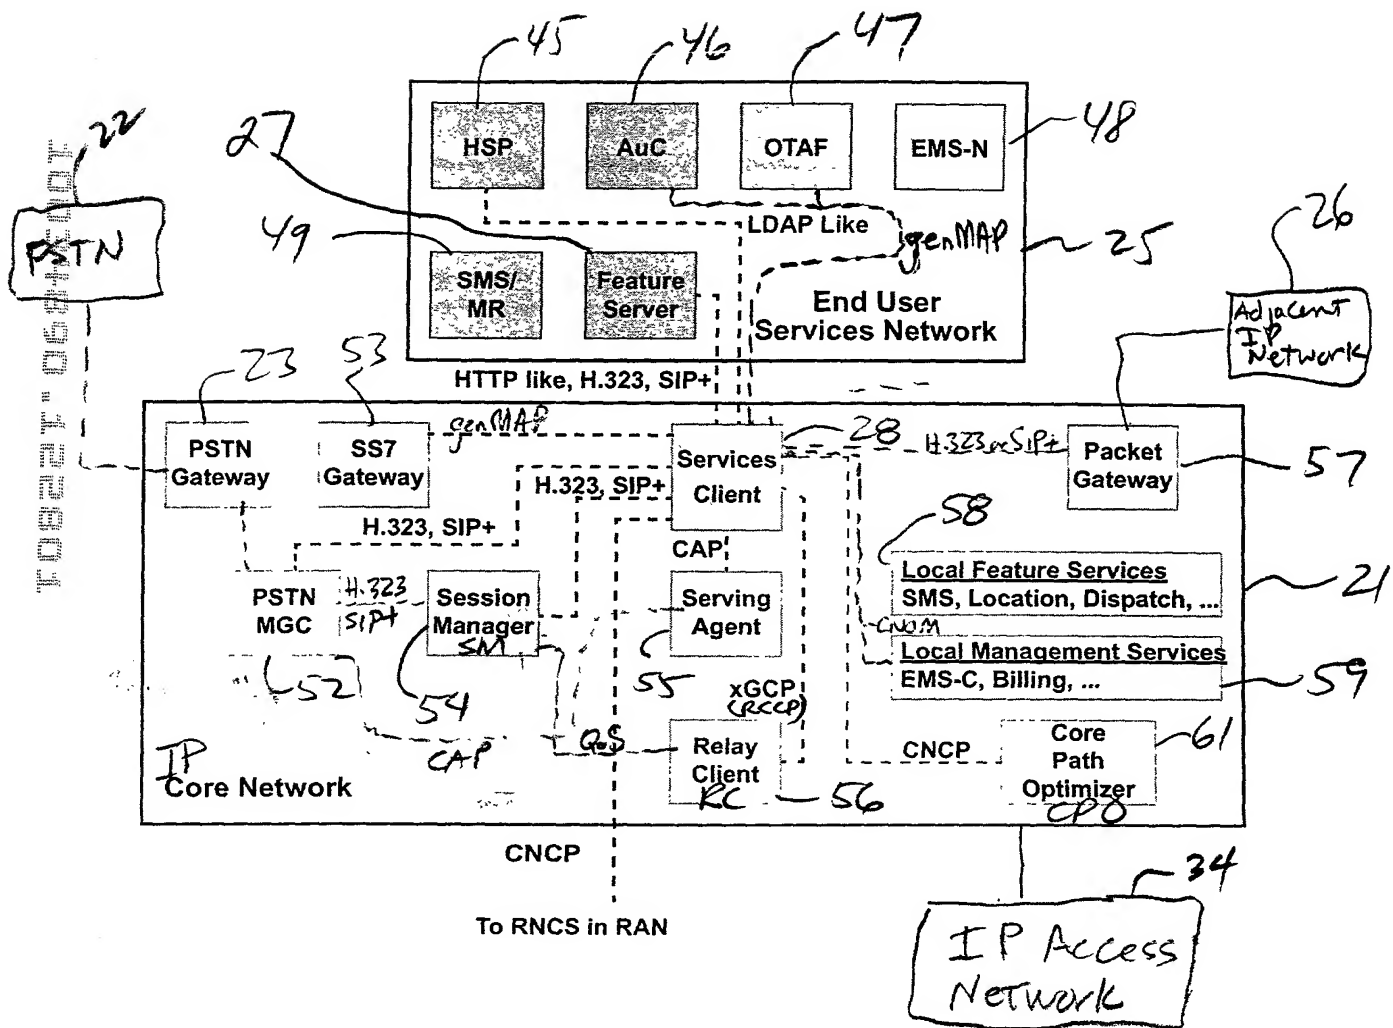 45
46
47
HSP
AuC
OTAF
EMS-N
48
22
27
PSTN
49
LDAP Like
genMAP
25
26
SMS/
MR
Feature
Server
End User
Services Network
Adjacent
IP
Network
23
53
HTTP like, H.323, SIP+
PSTN
Gateway
SS7
Gateway
genMAP
Services
Client
28
H.323 or SIP+
Packet
Gateway
57
H.323, SIP+
H.323, SIP+
CAP
58
Local Feature Services
SMS, Location, Dispatch, ...
21
PSTN
MGC
H.323
SIP+
Session
Manager
SM
Serving
Agent
CNOM
Local Management Services
EMS-C, Billing, ...
59
52
54
55
xGCP
(RCCP)
CAP
QoS
Relay
Client
RC
56
CNCP
Core
Path
Optimizer
CPO
61
IP
Core Network
CNCP
34
To RNCS in RAN
IP Access
Network